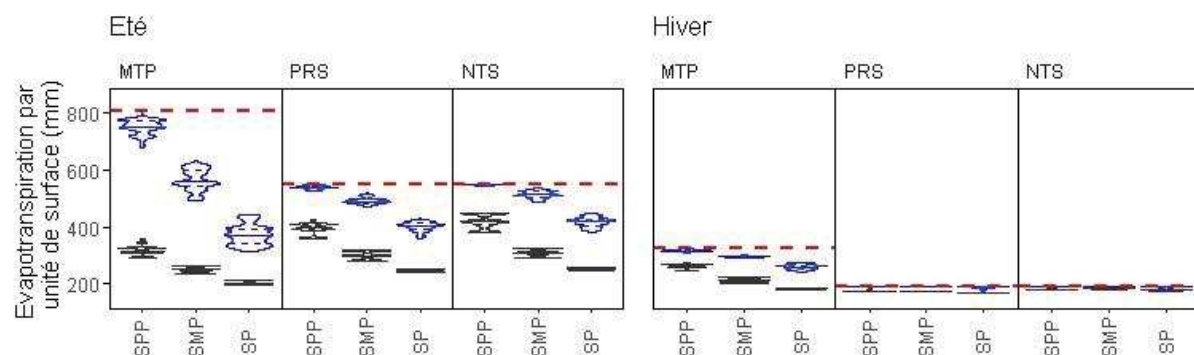 Eté
Hiver
MTP
PRS
NTS
MTP
PRS
NTS
Evapotranspiration par
unité de surface (mm)
800
600
400
200
SPP
SMP
SP
SPP
SMP
SP
SPP
SMP
SP
SPP
SMP
SP
SPP
SMP
SP
SPP
SMP
SP